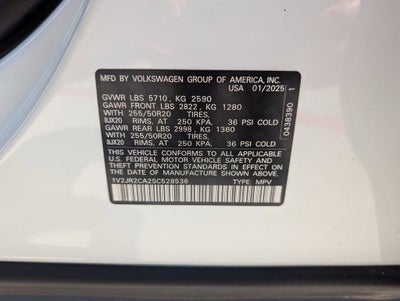 MFD. BY VOLKSWAGEN GROUP OF AMERICA, INC.
USA 01/2025
GVWR LBS 5710, KG 2590
GAWR FRONT LBS 2822, KG 1280
WITH 255/50R20 TIRES,
8JX20 RIMS, AT 250 KPA, 36 PSI COLD
GAWR REAR LBS 2998, KG 1360
WITH 255/50R20 TIRES,
8JX20 RIMS, AT 250 KPA, 36 PSI COLD
THIS VEHICLE CONFORMS TO ALL APPLICABLE
U.S. FEDERAL MOTOR VEHICLE SAFETY AND
THEFT PREVENTION STANDARDS IN EFFECT ON
THE DATE OF MANUFACTURE SHOWN ABOVE.
1V2JR2CA2SC528536 TYPE: MPV
0438390 1